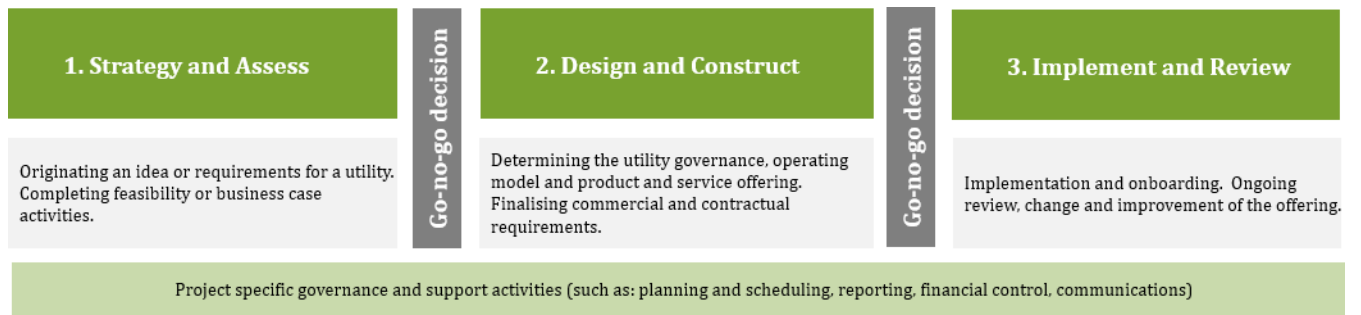 1. Strategy and Assess
Originating an idea or requirements for a utility.
Completing feasibility or business case
activities.
Go-no-go decision
2. Design and Construct
Determining the utility governance, operating
model and product and service offering.
Finalising commercial and contractual
requirements.
Go-no-go decision
3. Implement and Review
Implementation and onboarding.  Ongoing
review, change and improvement of the offering.
Project specific governance and support activities (such as: planning and scheduling, reporting, financial control, communications)